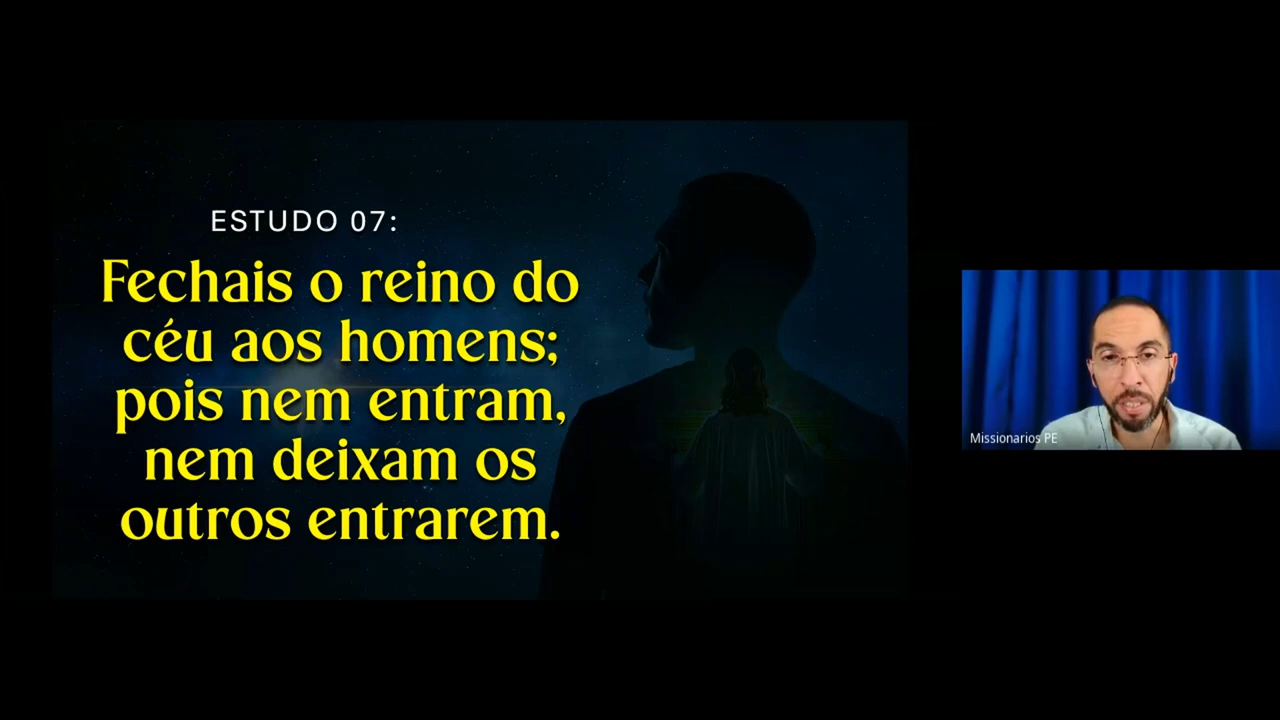 ESTUDO 07:
Fechais o reino do
céu aos homens;
pois nem entram,
nem deixam os
outros entrarem.
Missionarios PE